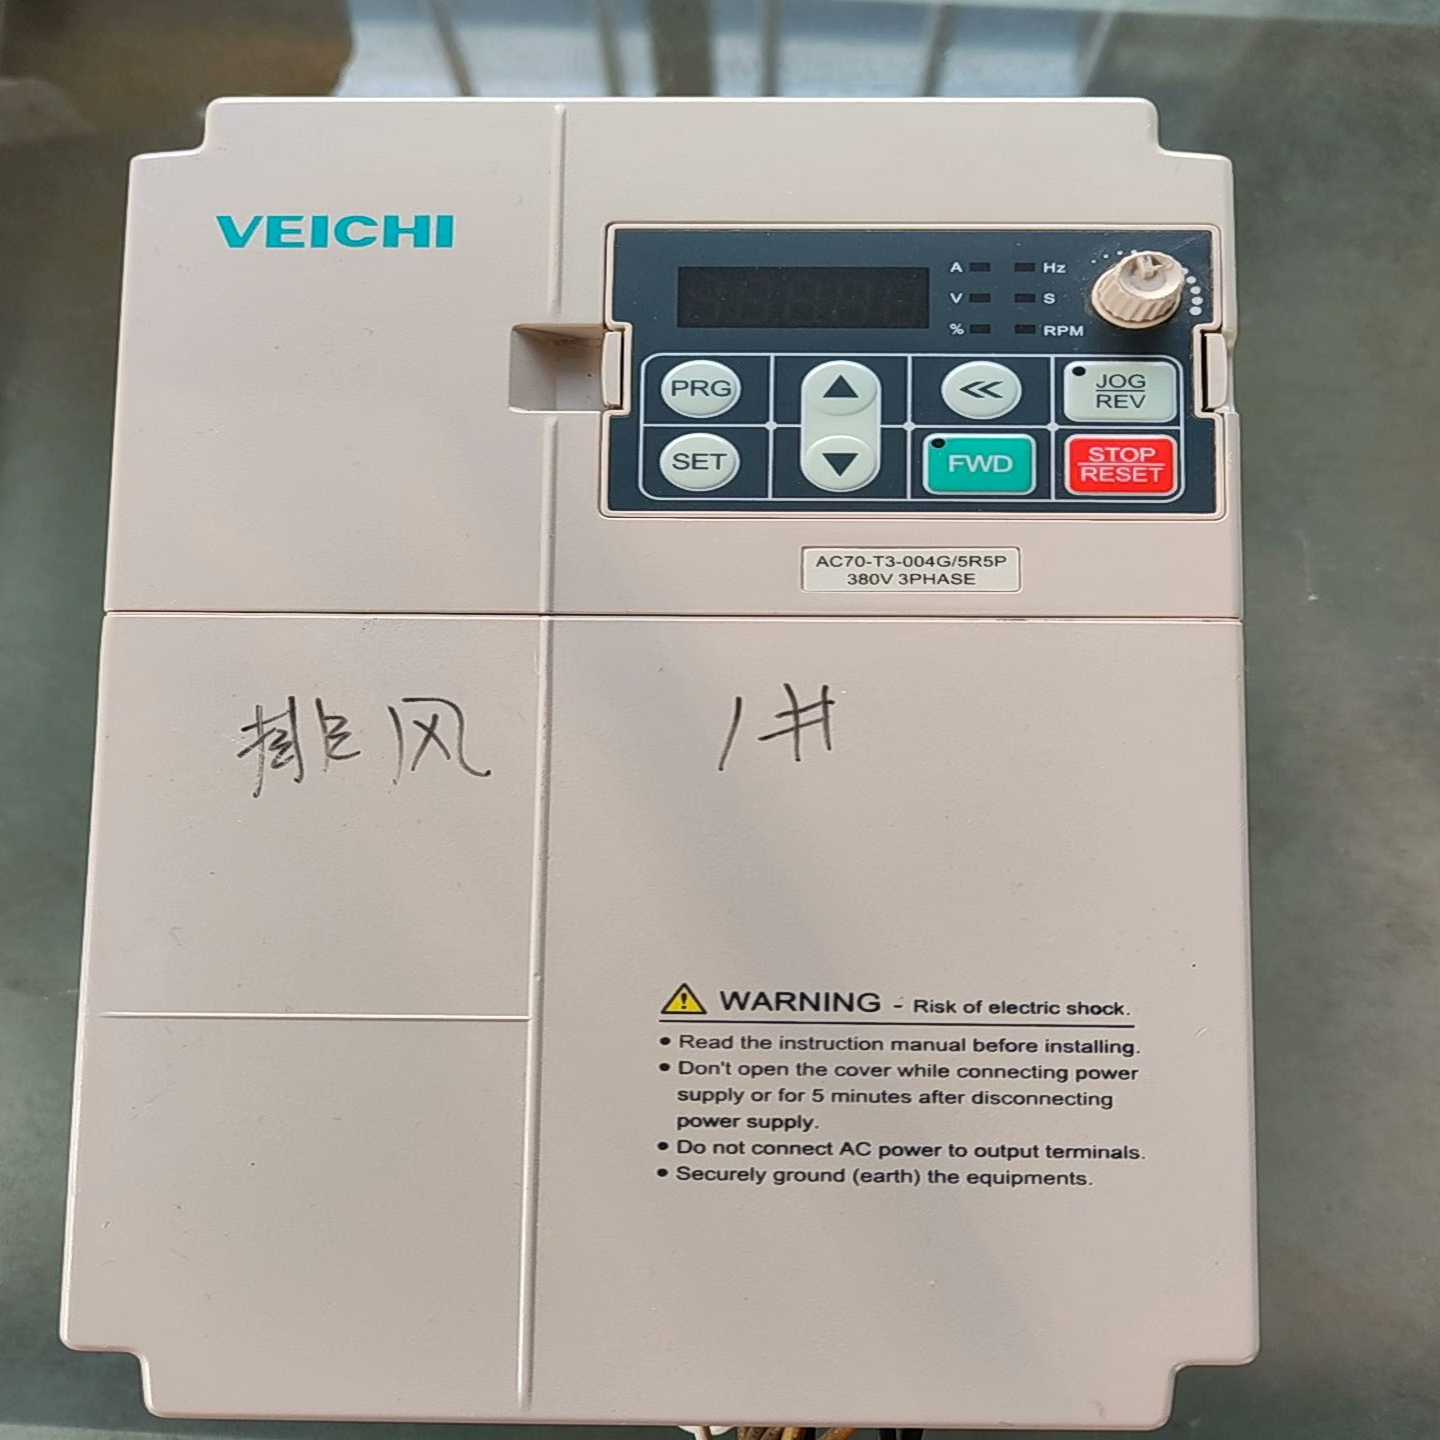 VEICHI
A Hz
V S
% RPM
PRG
SET
▲
▼
<<
JOG
REV
FWD
STOP
RESET
AC70-T3-004G/5R5P
380V 3PHASE
排风 1#
WARNING - Risk of electric shock.
• Read the instruction manual before installing.
• Don't open the cover while connecting power
supply or for 5 minutes after disconnecting
power supply.
• Do not connect AC power to output terminals.
• Securely ground (earth) the equipments.